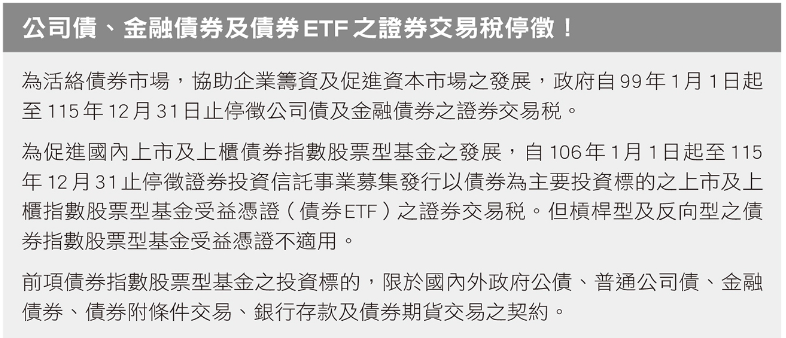 公司債、金融債券及債券ETF之證券交易稅停徵！
為活絡債券市場，協助企業籌資及促進資本市場之發展，政府自99年1月1日起
至115年12月31日止停徵公司債及金融債券之證券交易稅。
為促進國內上市及上櫃債券指數股票型基金之發展，自106年1月1日起至115
年12月31止停徵證券投資信託事業募集發行以債券為主要投資標的之上市及上
櫃指數股票型基金受益憑證（債券ETF）之證券交易稅。但槓桿型及反向型之債
券指數股票型基金受益憑證不適用。
前項債券指數股票型基金之投資標的，限於國內外政府公債、普通公司債、金融
債券、債券附條件交易、銀行存款及債券期貨交易之契約。